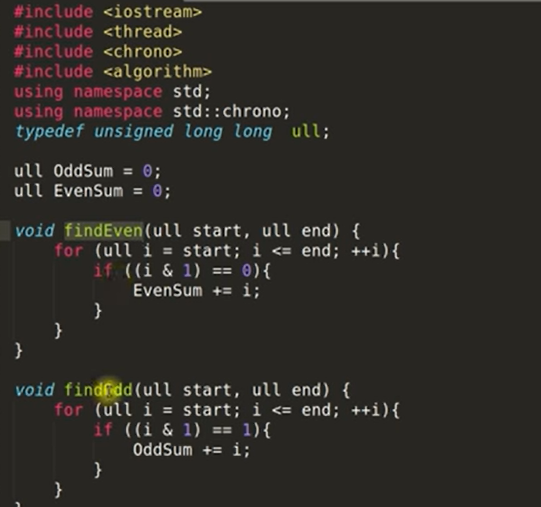 #include <iostream>
#include <thread>
#include <chrono>
#include <algorithm>
using namespace std;
using namespace std::chrono;
typedef unsigned long long  ull;

ull OddSum = 0;
ull EvenSum = 0;

void findEven(ull start, ull end) {
    for (ull i = start; i <= end; ++i){
        if ((i & 1) == 0){
            EvenSum += i;
        }
    }
}

void findOdd(ull start, ull end) {
    for (ull i = start; i <= end; ++i){
        if ((i & 1) == 1){
            OddSum += i;
        }
    }
}